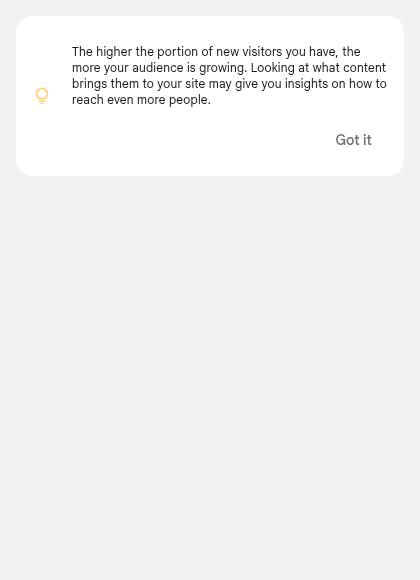 The higher the portion of new visitors you have, the
more your audience is growing. Looking at what content
brings them to your site may give you insights on how to
reach even more people.
Got it